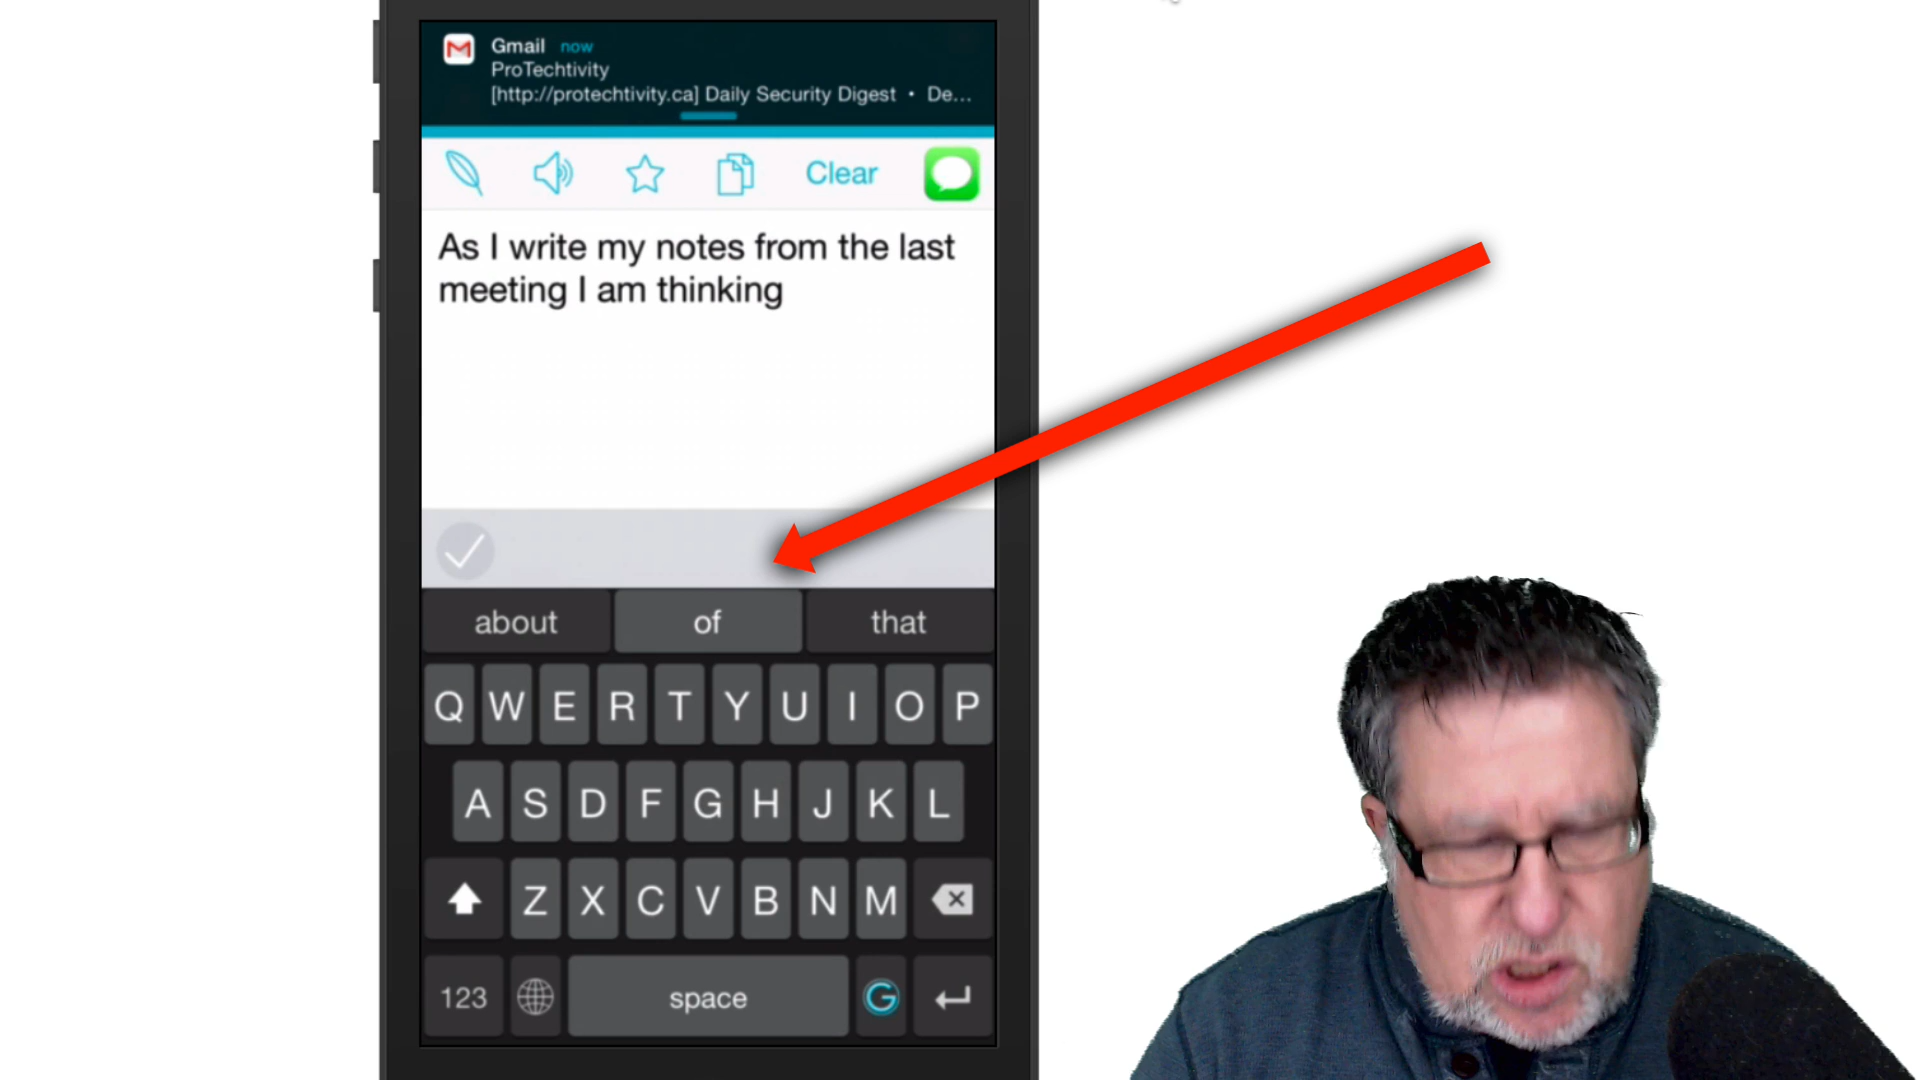 Gmail now
ProTechtivity
[http://protechtivity.ca] Daily Security Digest • De...
Clear
As I write my notes from the last
meeting I am thinking
about of that
Q W E R T Y U I O P
A S D F G H J K L
Z X C V B N M
123 space G